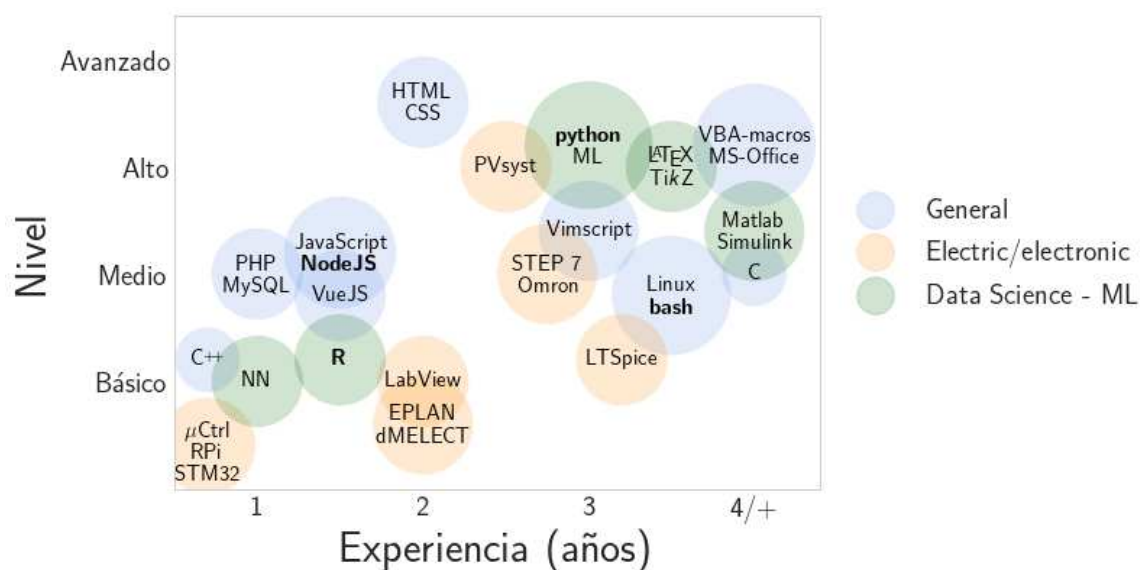 Avanzado
Alto
Medio
Básico
Nivel
HTML
CSS
python
ML
VBA-macros
MS-Office
PVsyst
LATEX
TikZ
Vimscript
Matlab
Simulink
JavaScript
NodeJS
PHP
MySQL
VueJS
STEP 7
Omron
C
Linux
bash
C++
NN
R
LabView
EPLAN
dMELECT
LTSpice
μCtrl
RPi
STM32
1
2
3
4/+
Experiencia (años)
General
Electric/electronic
Data Science - ML